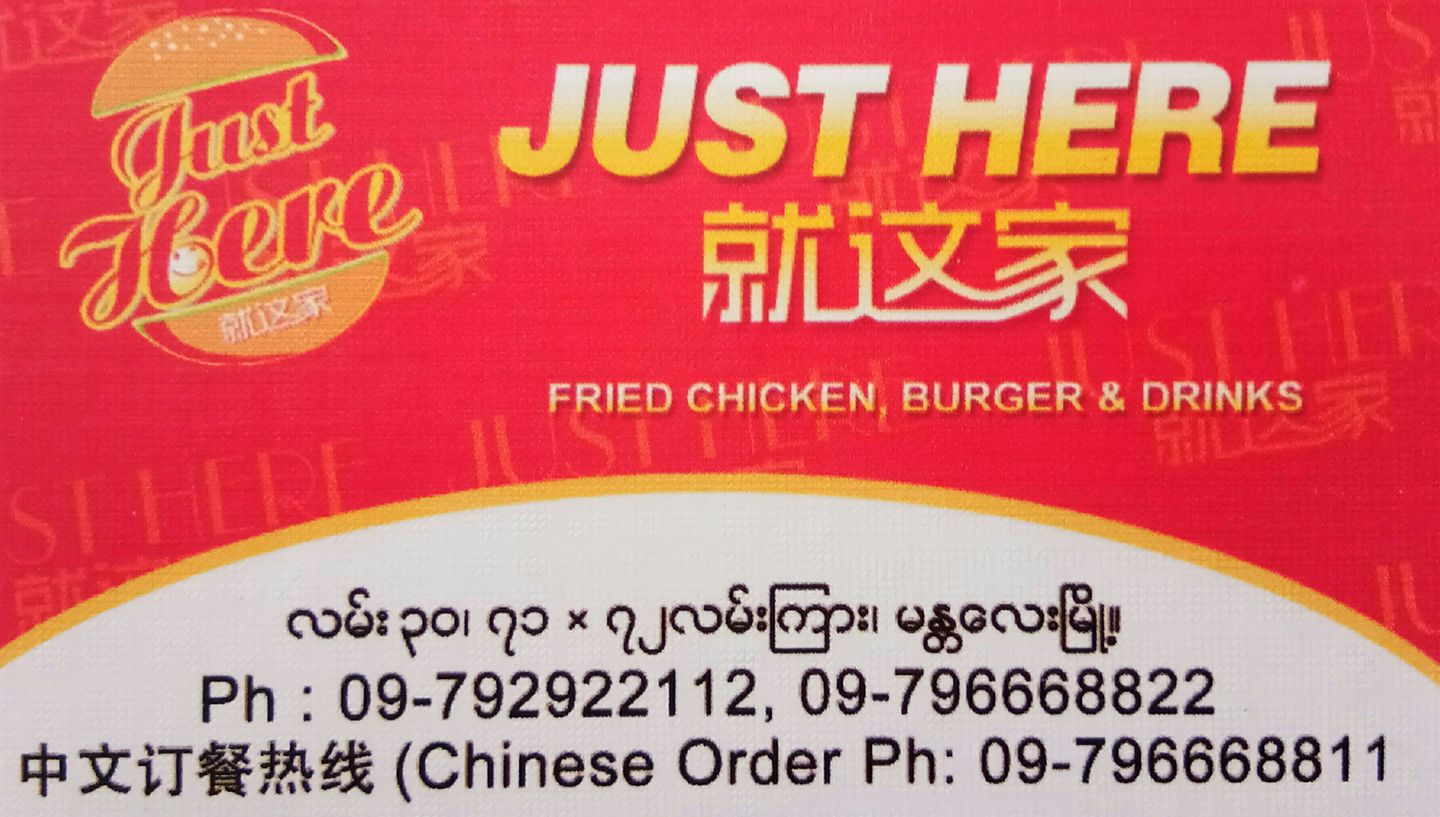 Just
Here
就这家
JUST HERE
就这家
FRIED CHICKEN, BURGER & DRINKS
လမ်း ၃၀၊ ၇၁ × ၇၂လမ်းကြား၊ မန္တလေးမြို့။
Ph : 09-792922112, 09-796668822
中文订餐热线 (Chinese Order Ph: 09-796668811